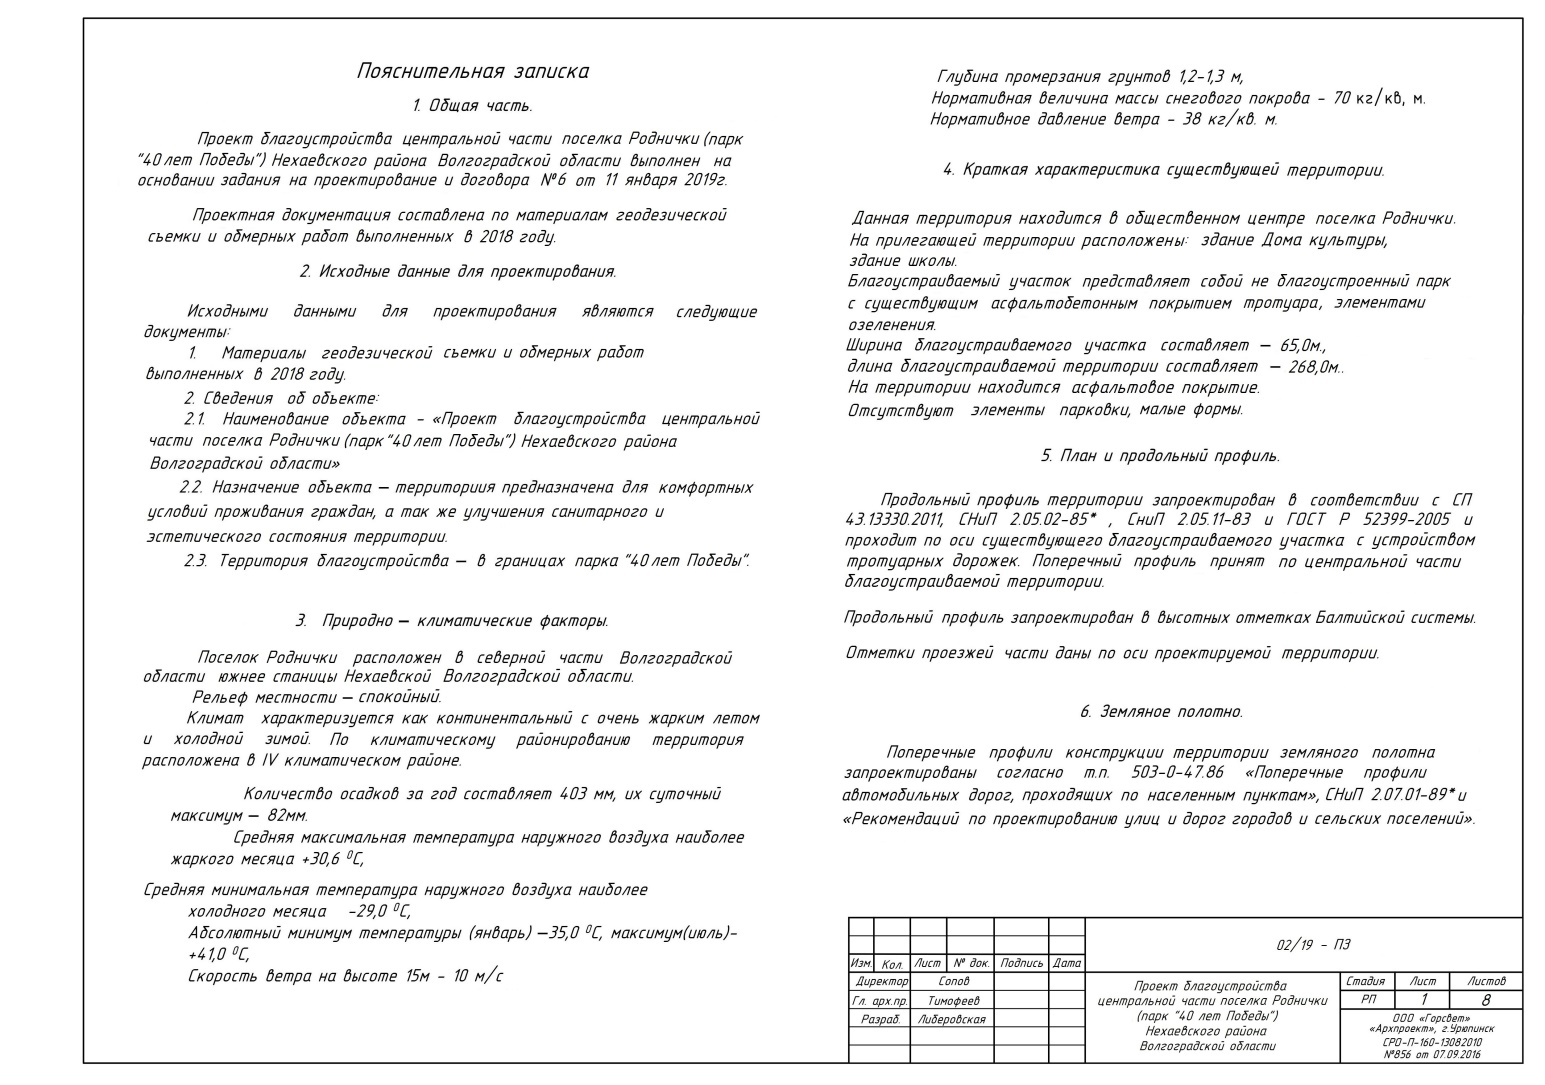 Пояснительная записка
1. Общая часть.
Проект благоустройства центральной части поселка Роднички (парк
"40 лет Победы") Нехаевского района Волгоградской области выполнен на
основании задания на проектирование и договора №6 от 11 января 2019г.
Проектная документация составлена по материалам геодезической
съемки и обмерных работ выполненных в 2018 году.
2. Исходные данные для проектирования.
Исходными данными для проектирования являются следующие
документы:
1. Материалы геодезической съемки и обмерных работ
выполненных в 2018 году.
2. Сведения об объекте:
2.1. Наименование объекта - «Проект благоустройства центральной
части поселка Роднички (парк "40 лет Победы") Нехаевского района
Волгоградской области»
2.2. Назначение объекта – территориия предназначена для комфортных
условий проживания граждан, а так же улучшения санитарного и
эстетического состояния территории.
2.3. Территория благоустройства – в границах парка "40 лет Победы".
3. Природно – климатические факторы.
Поселок Роднички расположен в северной части Волгоградской
области южнее станицы Нехаевской Волгоградской области.
Рельеф местности – спокойный.
Климат характеризуется как континентальный с очень жарким летом
и холодной зимой. По климатическому районированию территория
расположена в IV климатическом районе.
Количество осадков за год составляет 403 мм, их суточный
максимум – 82мм.
Средняя максимальная температура наружного воздуха наиболее
жаркого месяца +30,6 ⁰С,
Средняя минимальная температура наружного воздуха наиболее
холодного месяца -29,0 ⁰С,
Абсолютный минимум температуры (январь) –35,0 ⁰С, максимум(июль)-
+41,0 ⁰С,
Скорость ветра на высоте 15м - 10 м/с
Глубина промерзания грунтов 1,2-1,3 м,
Нормативная величина массы снегового покрова - 70 кг/кв, м.
Нормативное давление ветра - 38 кг/кв. м.
4. Краткая характеристика существующей территории.
Данная территория находится в общественном центре поселка Роднички.
На прилегающей территории расположены: здание Дома культуры,
здание школы.
Благоустраиваемый участок представляет собой не благоустроенный парк
с существующим асфальтобетонным покрытием тротуара, элементами
озеленения.
Ширина благоустраиваемого участка составляет – 65,0м.,
длина благоустраиваемой территории составляет – 268,0м..
На территории находится асфальтовое покрытие.
Отсутствуют элементы парковки, малые формы.
5. План и продольный профиль.
Продольный профиль территории запроектирован в соответствии с СП
43.13330.2011, СНиП 2.05.02-85* , СниП 2.05.11-83 и ГОСТ Р 52399-2005 и
проходит по оси существующего благоустраиваемого участка с устройством
тротуарных дорожек. Поперечный профиль принят по центральной части
благоустраиваемой территории.
Продольный профиль запроектирован в высотных отметках Балтийской системы.
Отметки проезжей части даны по оси проектируемой территории.
6. Земляное полотно.
Поперечные профили конструкции территории земляного полотна
запроектированы согласно т.п. 503-0-47.86 «Поперечные профили
автомобильных дорог, проходящих по населенным пунктам», СНиП 2.07.01-89* и
«Рекомендаций по проектированию улиц и дорог городов и сельских поселений».
02/19 - ПЗ
Изм. Кол. Лист № док. Подпись Дата
Директор Сопов
Гл. арх.пр. Тимофеев
Разраб. Либеровская
Проект благоустройства
центральной части поселка Роднички
(парк "40 лет Победы")
Нехаевского района
Волгоградской области
Стадия Лист Листов
РП 1 8
ООО «Горсвет»
«Архпроект», г.Урюпинск
СРО-П-160-13082010
№856 от 07.09.2016